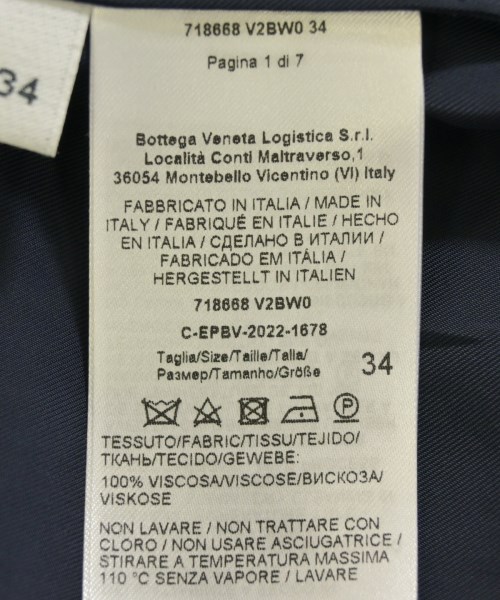 34
718668 V2BW0 34
Pagina 1 di 7
Bottega Veneta Logistica S.r.l.
Località Conti Maltraverso,1
36054 Montebello Vicentino (VI) Italy
FABBRICATO IN ITALIA / MADE IN
ITALY / FABRIQUÉ EN ITALIE / HECHO
EN ITALIA / СДЕЛАНО В ИТАЛИИ /
FABRICADO EM ITÁLIA /
HERGESTELLT IN ITALIEN
718668 V2BW0
C-EPBV-2022-1678
Taglia/Size/Taille/Talla/
Размер/Tamanho/Größe 34
P
TESSUTO/FABRIC/TISSU/TEJIDO/
ТКАНЬ/TECIDO/GEWEBE:
100% VISCOSA/VISCOSE/ВИСКОЗА/
VISKOSE
NON LAVARE / NON TRATTARE CON
CLORO / NON USARE ASCIUGATRICE /
STIRARE A TEMPERATURA MASSIMA
110 °C SENZA VAPORE / LAVARE